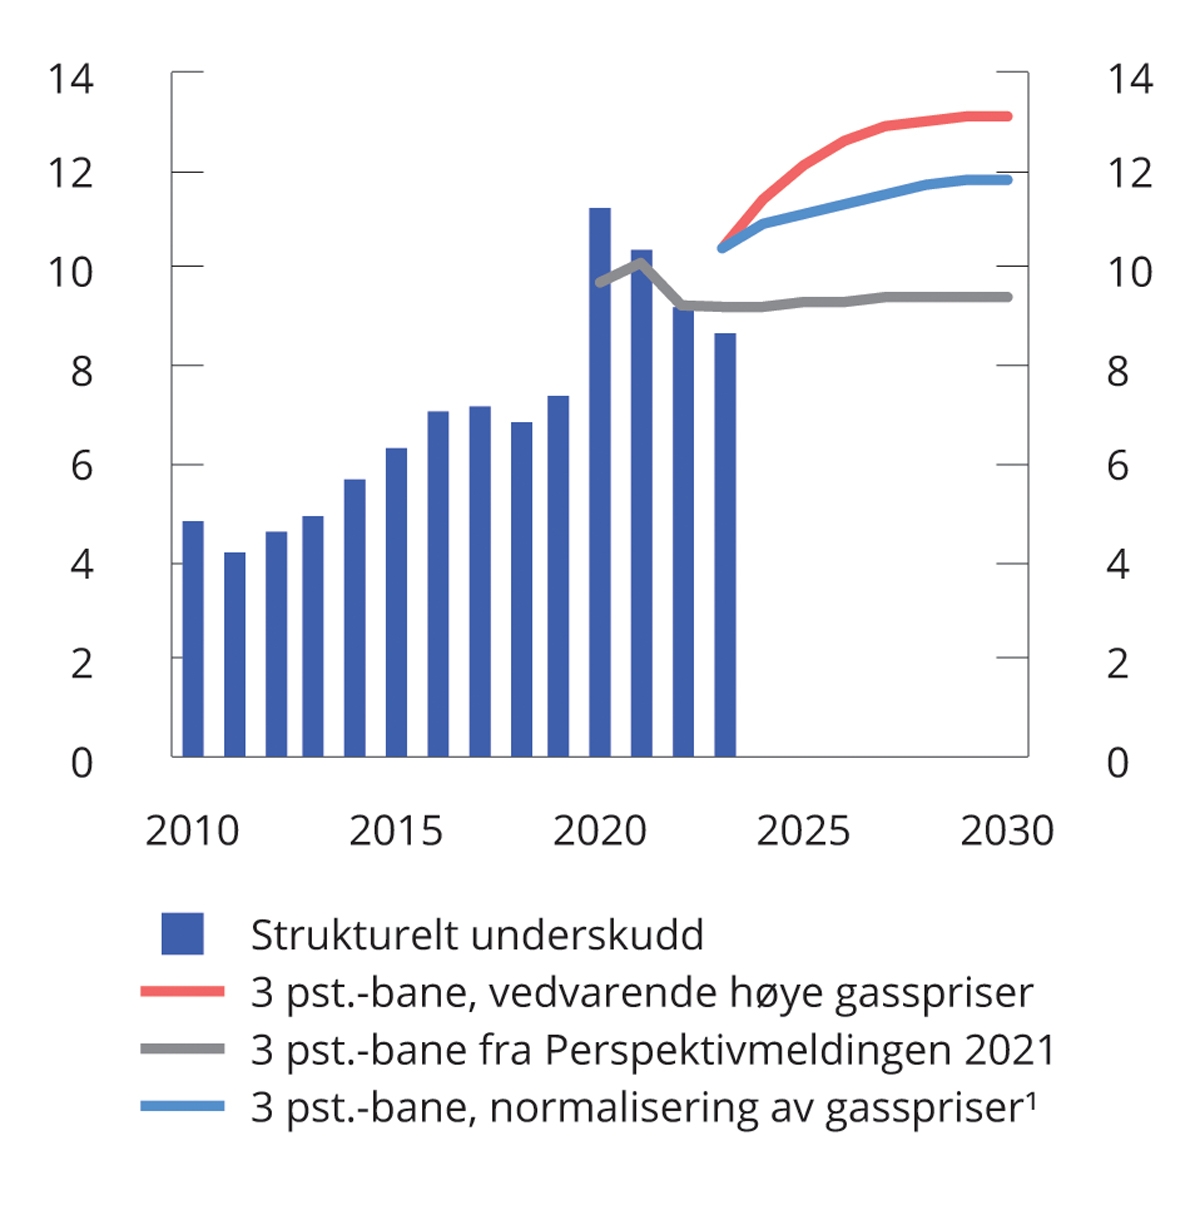 14 14
12 12
10 10
8 8
6 6
4 4
2 2
0 0
2010 2015 2020 2025 2030
Strukturelt underskudd
3 pst.-bane, vedvarende høye gasspriser
3 pst.-bane fra Perspektivmeldingen 2021
3 pst.-bane, normalisering av gasspriser¹